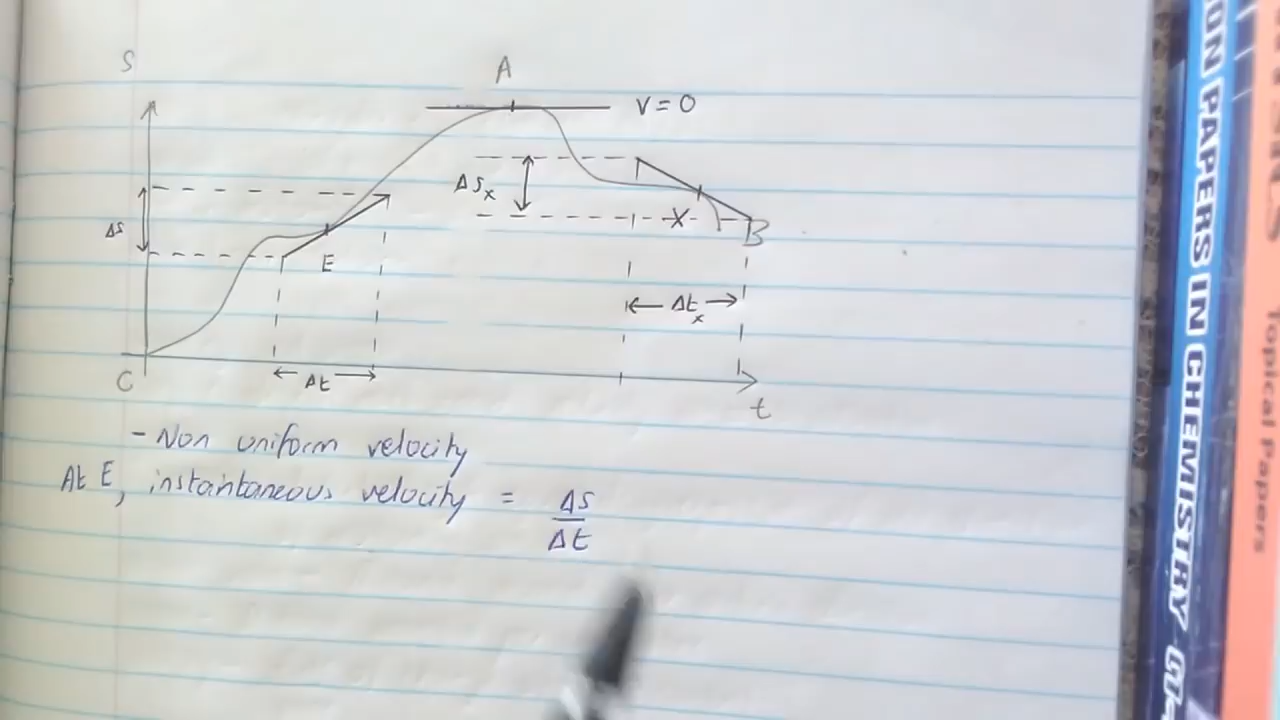 S
A
V = 0
Δs
Δsx
E
X
B
Δt
Δtx
C
t
- Non uniform velocity
At E, instantaneous velocity = Δs
Δt
ON PAPERS IN CHEMISTRY
Topical Papers